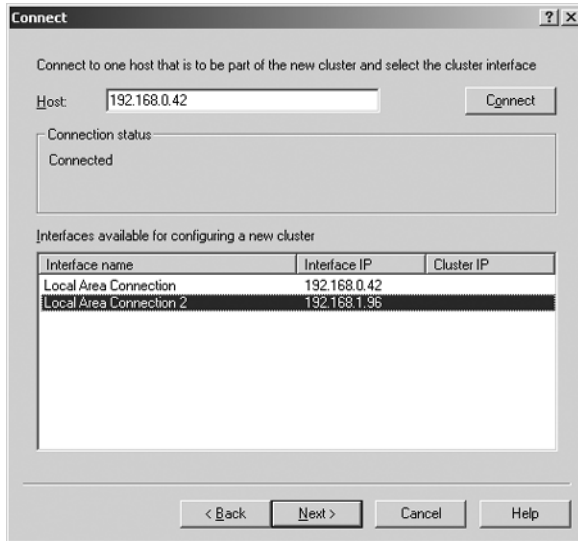 Connect
Connect to one host that is to be part of the new cluster and select the cluster interface
Host: 192.168.0.42 Connect
Connection status
Connected
Interfaces available for configuring a new cluster
Interface name Interface IP Cluster IP
Local Area Connection 192.168.0.42
Local Area Connection 2 192.168.1.96
< Back Next > Cancel Help